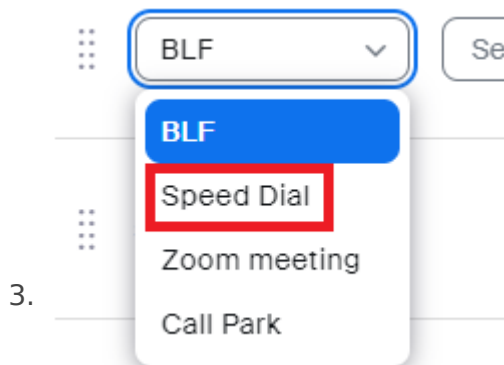 BLF
Se
BLF
Speed Dial
Zoom meeting
3.
Call Park